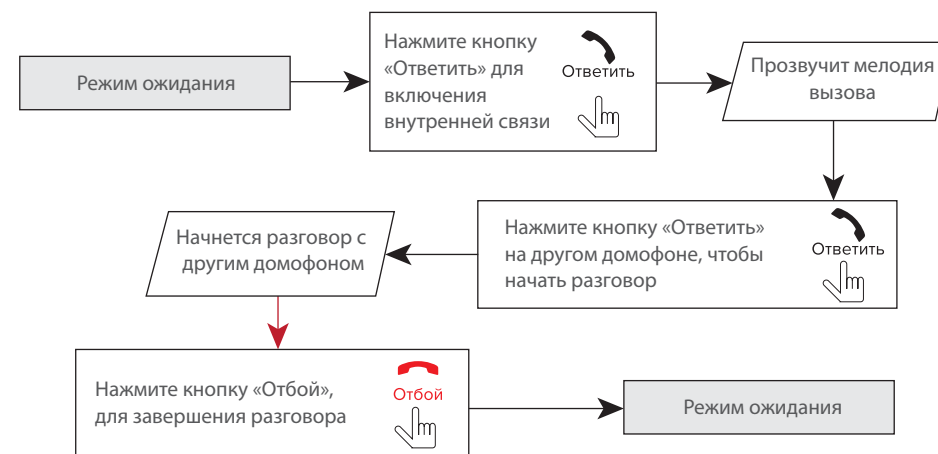 Режим ожидания
Нажмите кнопку
«Ответить» для
включения
внутренней связи
Ответить
Прозвучит мелодия
вызова
Нажмите кнопку «Ответить»
на другом домофоне, чтобы
начать разговор
Ответить
Начнется разговор с
другим домофоном
Нажмите кнопку «Отбой»,
для завершения разговора
Отбой
Режим ожидания